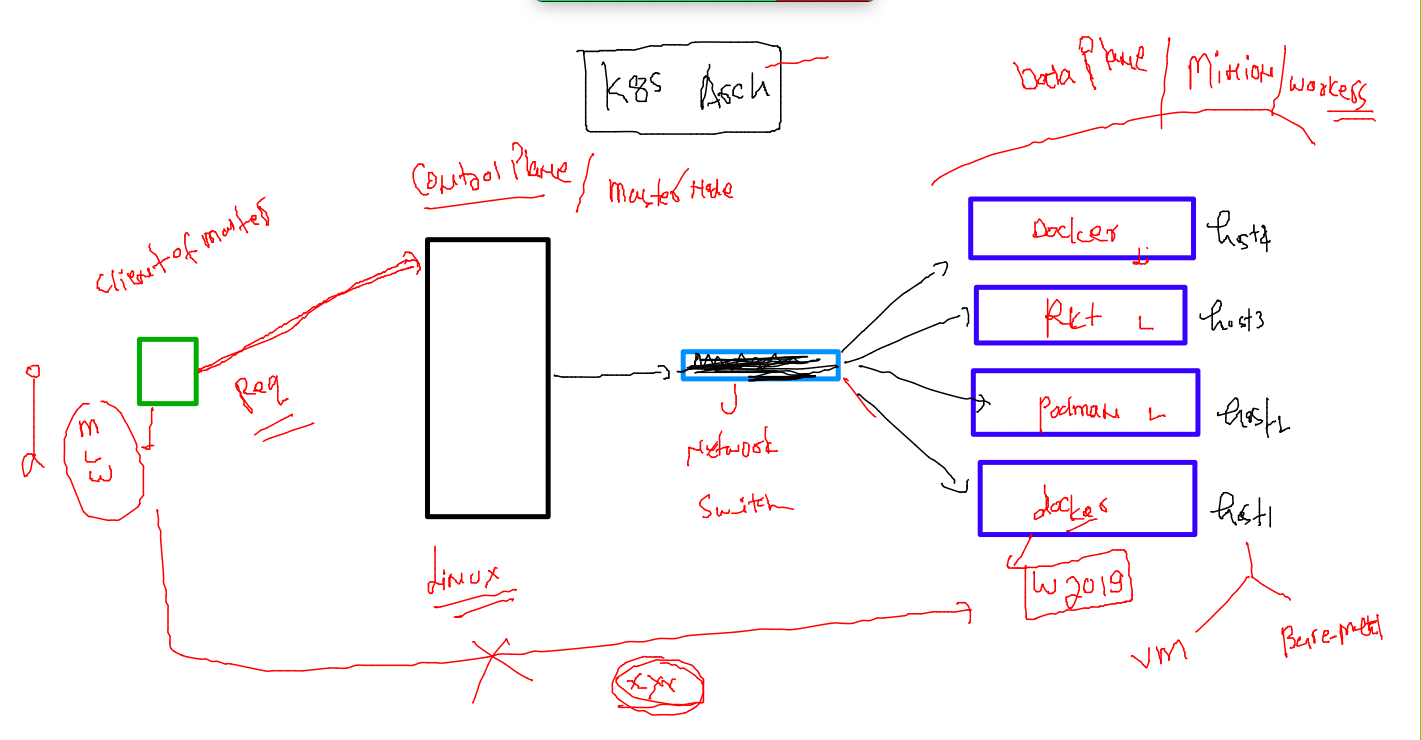 K8s Arch
Data Plane / Minion / workers
Control Plane / Master Node
Client of master
Req
M
L
W
Docker L
host4
Rkt L
host3
Podman L
host2
docker
host1
W 2019
Network
Switch
Linux
VM
Bare-metal